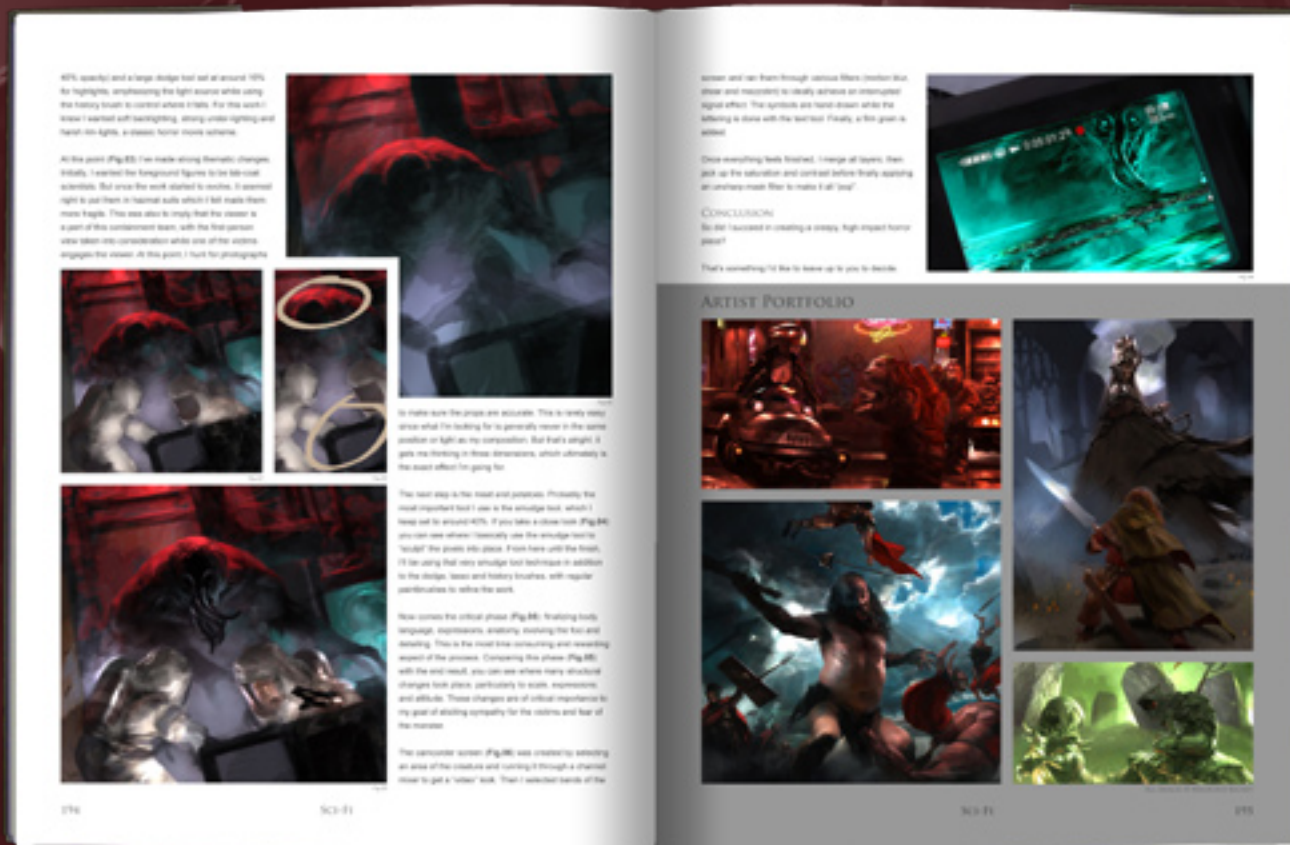 40% opacity) and a large dodge tool set at around 10%
for highlights, emphasizing the light source while using
the history brush to control where it falls. For this work I
knew I wanted soft backlighting, strong under-lighting and
harsh rim-lights, a classic horror movie scheme.
At this point (Fig.03) I've made strong thematic changes.
Initially, I wanted the foreground figures to be lab-coat
scientists. But once the work started to evolve, it seemed
right to put them in hazmat suits which I felt made them
more fragile. This was also to imply that the viewer is
a part of this containment team, with the first-person
view taken into consideration while one of the victims
engages the viewer. At this point, I hunt for photographs
to make sure the props are accurate. This is rarely easy
since what I'm looking for is generally never in the same
position or light as my composition. But that's alright, it
gets me thinking in three dimensions, which ultimately is
the exact effect I'm going for.
The next step is the meat and potatoes. Probably the
most important tool I use is the smudge tool, which I
keep set to around 40%. If you take a close look (Fig.04)
you can see where I basically use the smudge tool to
"sculpt" the pixels into place. From here until the finish,
I'll be using that very smudge tool technique in addition
to the dodge, lasso and history brushes, with regular
paintbrushes to refine the work.
Now comes the critical phase (Fig.05): finalizing body
language, expressions, anatomy, evolving the foci and
detailing. This is the most time consuming and rewarding
aspect of the process. Comparing this phase (Fig.05)
with the end result, you can see where many structural
changes took place, particularly to scale, expressions
and attitude. These changes are of critical importance to
my goal of eliciting sympathy for the victims and fear of
the monster.
The camcorder screen (Fig.06) was created by selecting
an area of the creature and running it through a channel
mixer to get a "video" look. Then I selected bands of the
194
SCI-FI
screen and ran them through various filters (motion blur,
shear and
to ideally achieve an interrupted
signal effect. The symbols are hand drawn while the
lettering is done with the text tool. Finally, a film grain is
added.
Once everything feels finished, I merge all layers, then
pick up the saturation and contrast before finally applying
an unsharp mask filter to make it all "pop".
CONCLUSION
So did I succeed in creating a creepy, high impact horror
piece?
That's something I'd like to leave up to you to decide.
ARTIST PORTFOLIO
SCI-FI
195